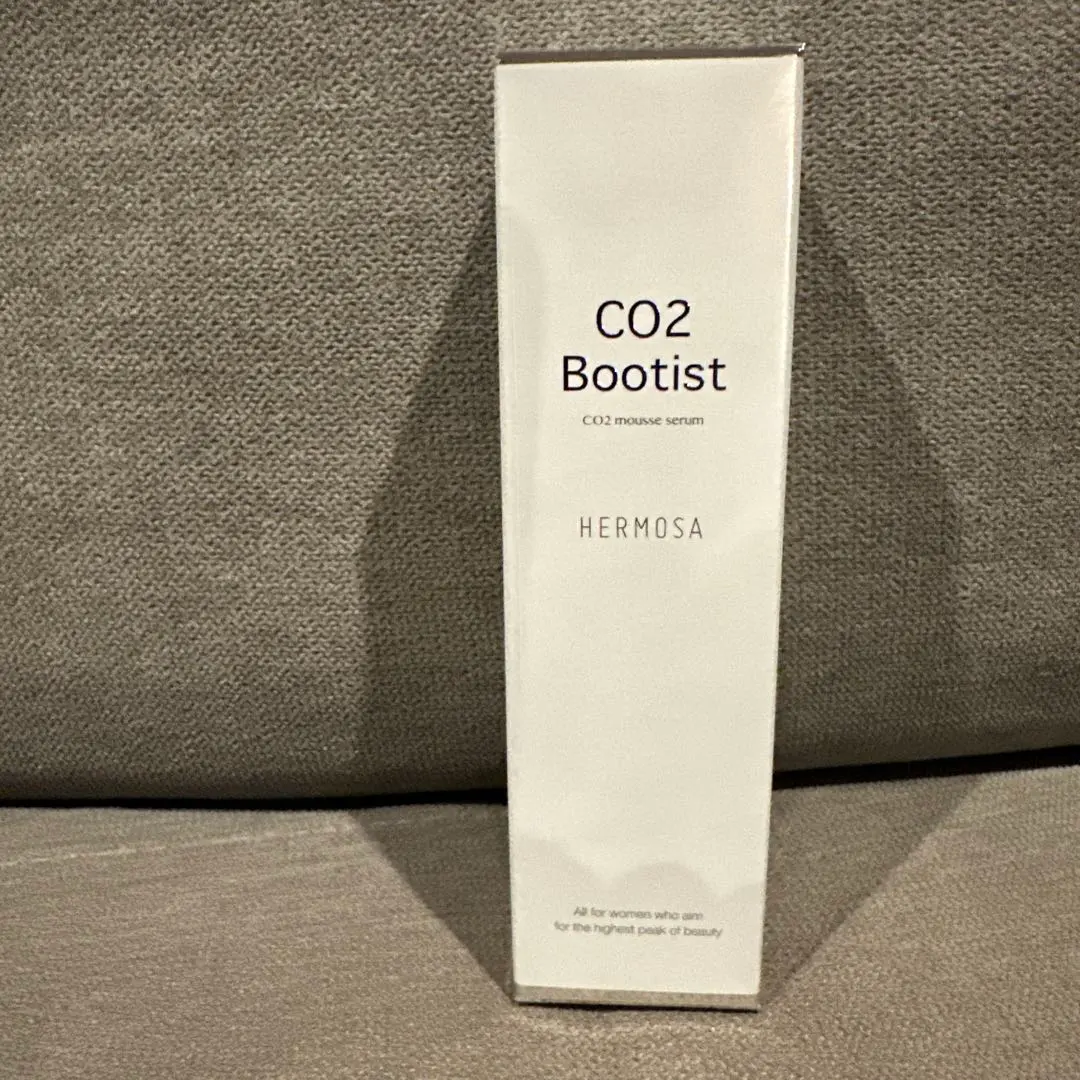 CO2
Bootist
CO2 mousse serum
HERMOSA
All for women who aim
for the highest peak of beauty